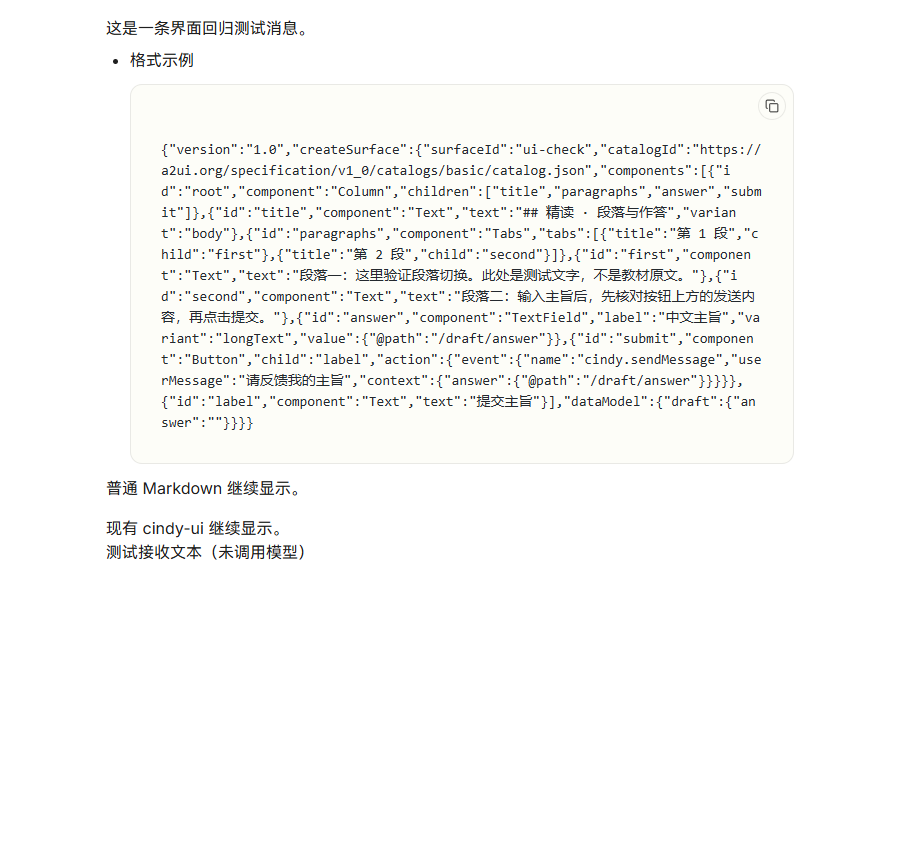 这是一条界面回归测试消息。
格式示例
{"version":"1.0","createSurface":{"surfaceId":"ui-check","catalogId":"https://
a2ui.org/specification/v1_0/catalogs/basic/catalog.json","components":[{"i
d":"root","component":"Column","children":["title","paragraphs","answer","subm
it"]},{"id":"title","component":"Text","text":"## 精读 · 段落与作答","varian
t":"body"},{"id":"paragraphs","component":"Tabs","tabs":[{"title":"第 1 段","c
hild":"first"},{"title":"第 2 段","child":"second"}]},{"id":"first","componen
t":"Text","text":"段落一：这里验证段落切换。此处是测试文字，不是教材原文。"},{"i
d":"second","component":"Text","text":"段落二：输入主旨后，先核对按钮上方的发送内
容，再点击提交。"},{"id":"answer","component":"TextField","label":"中文主旨","va
riant":"longText","value":{"@path":"/draft/answer"}},{"id":"submit","componen
t":"Button","child":"label","action":{"event":{"name":"cindy.sendMessage","use
rMessage":"请反馈我的主旨","context":{"answer":{"@path":"/draft/answer"}}}}},
{"id":"label","component":"Text","text":"提交主旨"}],"dataModel":{"draft":{"an
swer":""}}}}
普通 Markdown 继续显示。
现有 cindy-ui 继续显示。
测试接收文本（未调用模型）